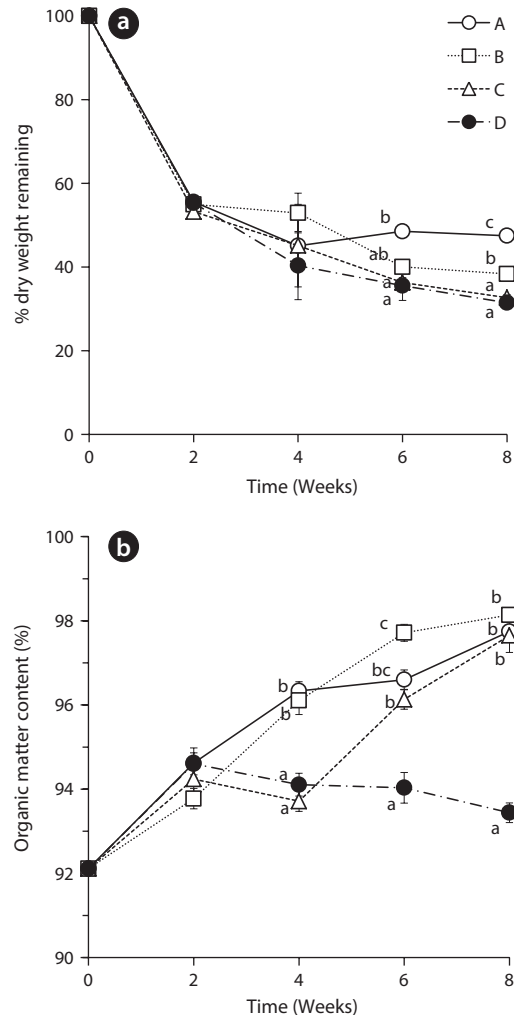 a
100
80
60
40
20
0
% dry weight remaining
A
B
C
D
b
c
ab
b
a
a
a
a
0
2
4
6
8
Time (Weeks)
b
100
98
96
94
92
90
Organic matter content (%)
b
c
b
b
bc
b
b
b
a
a
a
a
0
2
4
6
8
Time (Weeks)